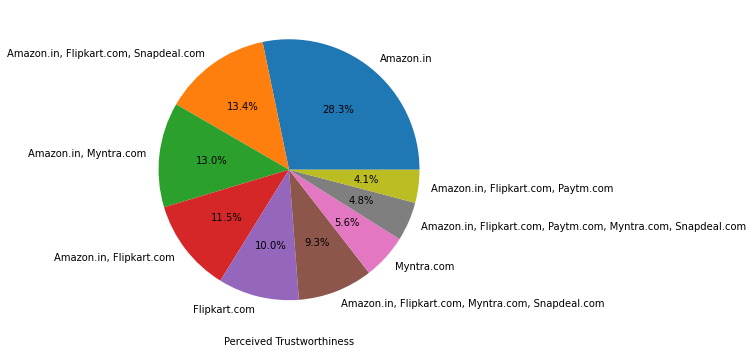 Amazon.in
28.3%
Amazon.in, Flipkart.com, Snapdeal.com
13.4%
Amazon.in, Myntra.com
13.0%
Amazon.in, Flipkart.com
11.5%
Flipkart.com
10.0%
Amazon.in, Flipkart.com, Myntra.com, Snapdeal.com
9.3%
Myntra.com
5.6%
Amazon.in, Flipkart.com, Paytm.com, Myntra.com, Snapdeal.com
4.8%
Amazon.in, Flipkart.com, Paytm.com
4.1%
Perceived Trustworthiness